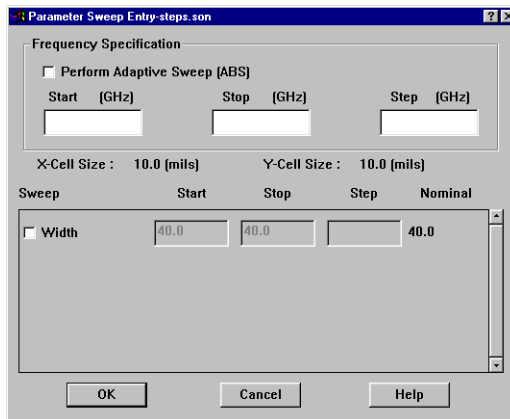 Parameter Sweep Entry-steps.son
Frequency Specification
Perform Adaptive Sweep (ABS)
Start (GHz) Stop (GHz) Step (GHz)
X-Cell Size : 10.0 (mils) Y-Cell Size : 10.0 (mils)
Sweep Start Stop Step Nominal
Width 40.0 40.0 40.0
OK Cancel Help